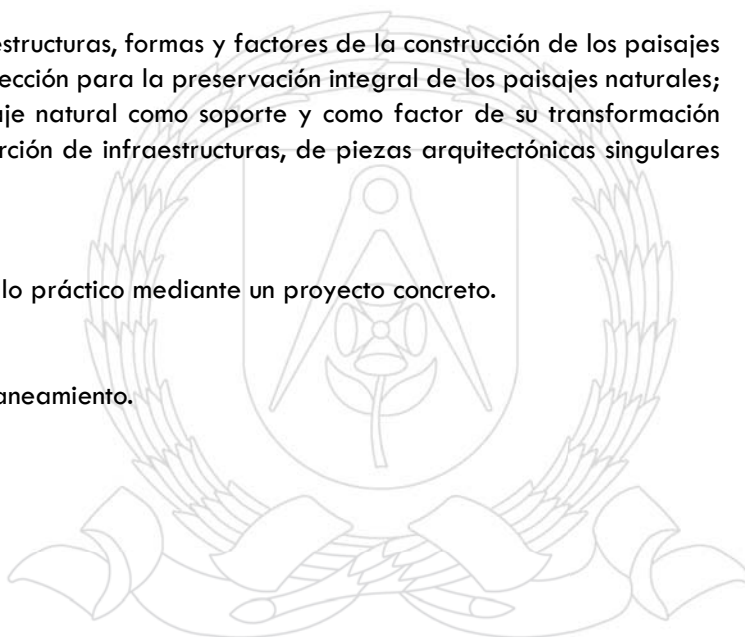 estructuras, formas y factores de la construcción de los paisajes
ección para la preservación integral de los paisajes naturales;
aje natural como soporte y como factor de su transformación
rción de infraestructuras, de piezas arquitectónicas singulares
lo práctico mediante un proyecto concreto.
aneamiento.